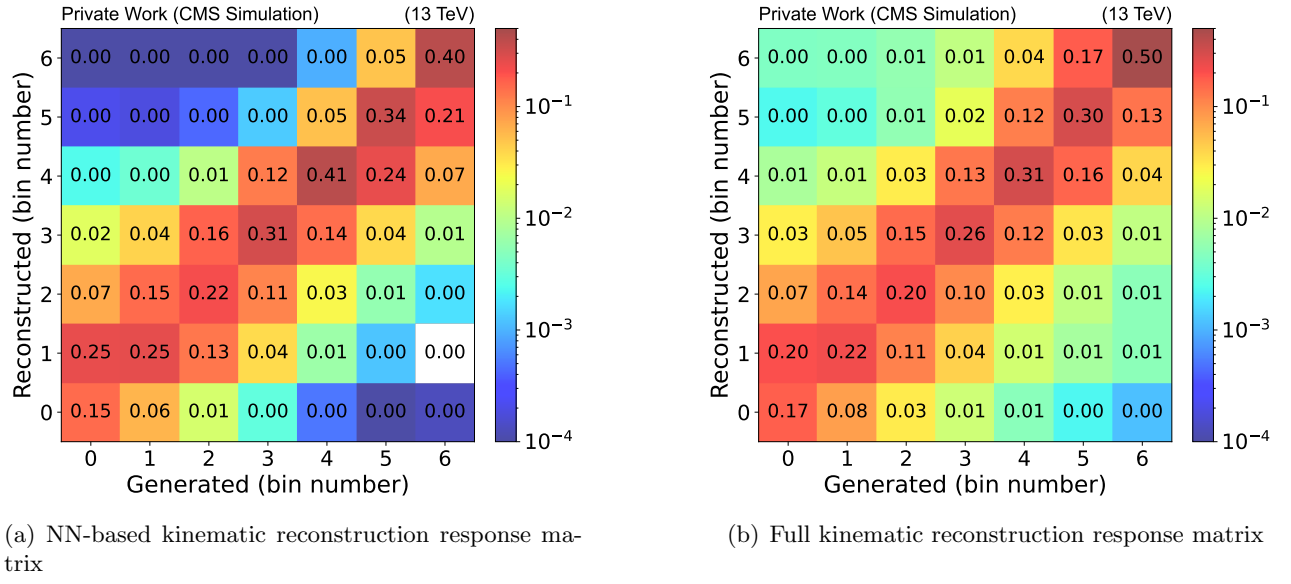 Private Work (CMS Simulation) (13 TeV)
Reconstructed (bin number)
6 0.00 0.00 0.00 0.00 0.00 0.05 0.40
5 0.00 0.00 0.00 0.00 0.05 0.34 0.21
4 0.00 0.00 0.01 0.12 0.41 0.24 0.07
3 0.02 0.04 0.16 0.31 0.14 0.04 0.01
2 0.07 0.15 0.22 0.11 0.03 0.01 0.00
1 0.25 0.25 0.13 0.04 0.01 0.00 0.00
0 0.15 0.06 0.01 0.00 0.00 0.00 0.00
0 1 2 3 4 5 6
Generated (bin number)
10⁻¹
10⁻²
10⁻³
10⁻⁴
(a) NN-based kinematic reconstruction response ma-
trix
Private Work (CMS Simulation) (13 TeV)
Reconstructed (bin number)
6 0.00 0.00 0.01 0.01 0.04 0.17 0.50
5 0.00 0.00 0.01 0.02 0.12 0.30 0.13
4 0.01 0.01 0.03 0.13 0.31 0.16 0.04
3 0.03 0.05 0.15 0.26 0.12 0.03 0.01
2 0.07 0.14 0.20 0.10 0.03 0.01 0.01
1 0.20 0.22 0.11 0.04 0.01 0.01 0.01
0 0.17 0.08 0.03 0.01 0.01 0.00 0.00
0 1 2 3 4 5 6
Generated (bin number)
10⁻¹
10⁻²
10⁻³
10⁻⁴
(b) Full kinematic reconstruction response matrix